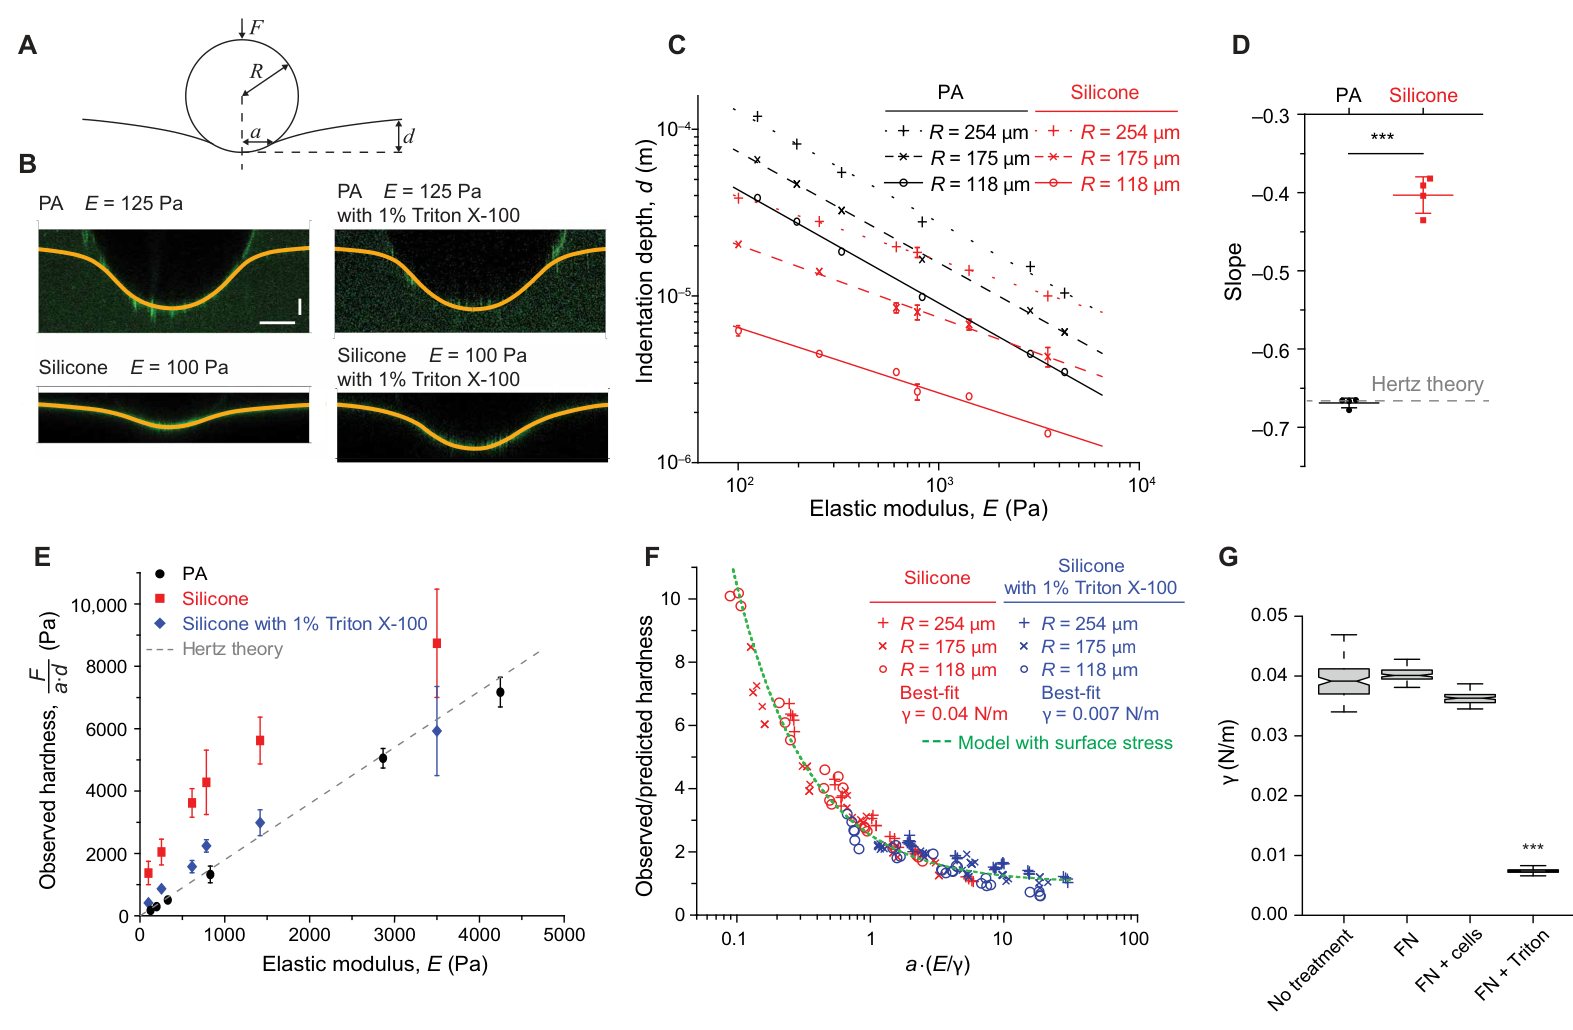 A
F
R
a
d
B
PA E = 125 Pa
PA E = 125 Pa
with 1% Triton X-100
Silicone E = 100 Pa
Silicone E = 100 Pa
with 1% Triton X-100
C
PA Silicone
R = 254 µm R = 254 µm
R = 175 µm R = 175 µm
R = 118 µm R = 118 µm
Indentation depth, d (m)
10⁻⁴
10⁻⁵
10⁻⁶
10² 10³ 10⁴
Elastic modulus, E (Pa)
D
PA Silicone
***
Hertz theory
Slope
–0.3
–0.4
–0.5
–0.6
–0.7
E
PA
Silicone
Silicone with 1% Triton X-100
Hertz theory
Observed hardness, F/a·d (Pa)
10,000
8000
6000
4000
2000
0
0 1000 2000 3000 4000 5000
Elastic modulus, E (Pa)
F
Silicone
Silicone
with 1% Triton X-100
R = 254 µm R = 254 µm
R = 175 µm R = 175 µm
R = 118 µm R = 118 µm
Best-fit Best-fit
γ = 0.04 N/m γ = 0.007 N/m
Model with surface stress
Observed/predicted hardness
10
8
6
4
2
0
0.1 1 10 100
a·(E/γ)
G
γ (N/m)
0.05
0.04
0.03
0.02
0.01
0.00
***
No treatment
FN
FN + cells
FN + Triton